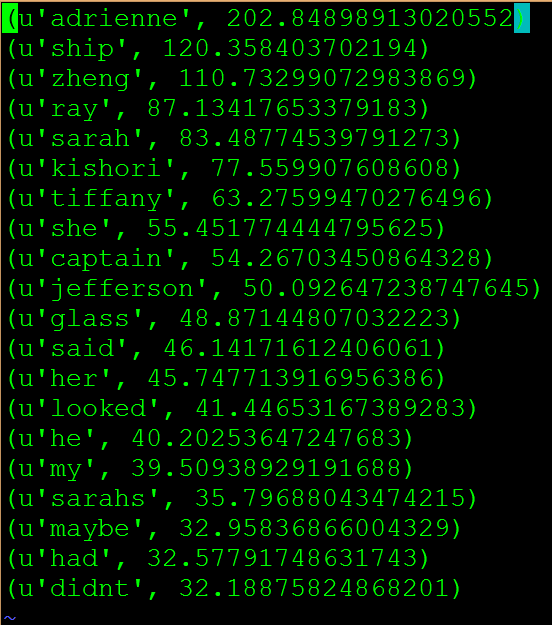 (u'adrienne', 202.84898913020552)
(u'ship', 120.358403702194)
(u'zheng', 110.73299072983869)
(u'ray', 87.13417653379183)
(u'sarah', 83.48774539791273)
(u'kishori', 77.559907608608)
(u'tiffany', 63.27599470276496)
(u'she', 55.451774444795625)
(u'captain', 54.26703450864328)
(u'jefferson', 50.092647238747645)
(u'glass', 48.87144807032223)
(u'said', 46.14171612406061)
(u'her', 45.747713916956386)
(u'looked', 41.44653167389283)
(u'he', 40.20253647247683)
(u'my', 39.50938929191688)
(u'sarahs', 35.79688043474215)
(u'maybe', 32.95836866004329)
(u'had', 32.57791748631743)
(u'didnt', 32.18875824868201)
~